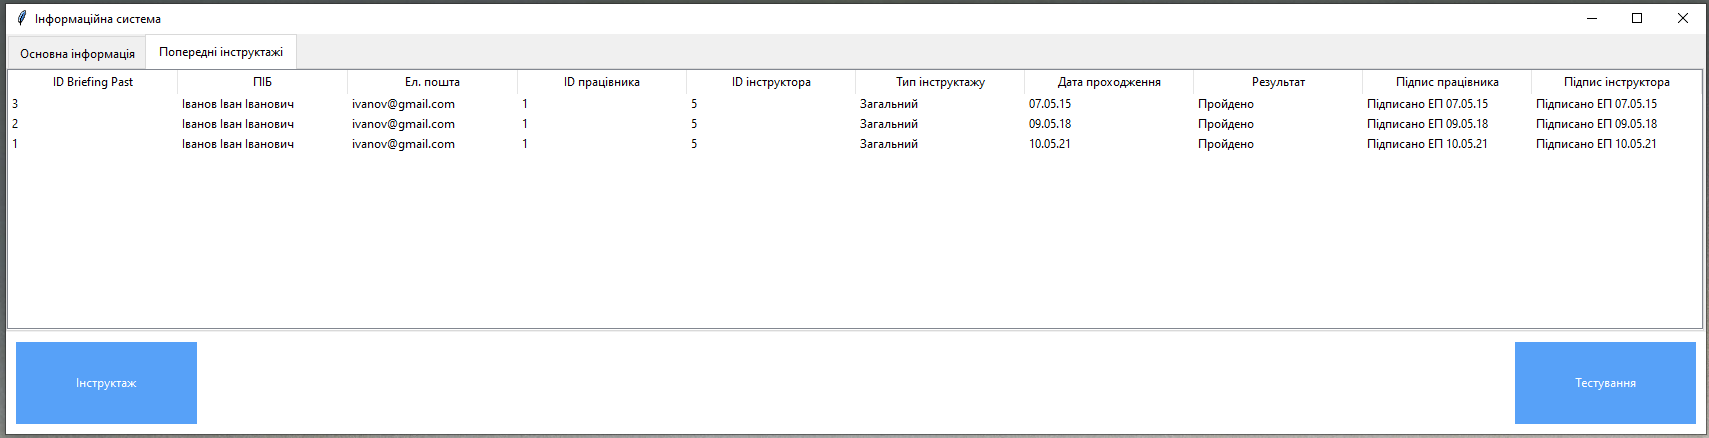 Інформаційна система
Основна інформація Попередні інструктажі
ID Briefing Past ПІБ Ел. пошта ID працівника ID інструктора Тип інструктажу Дата проходження Результат Підпис працівника Підпис інструктора
3 Іванов Іван Іванович ivanov@gmail.com 1 5 Загальний 07.05.15 Пройдено Підписано ЕП 07.05.15 Підписано ЕП 07.05.15
2 Іванов Іван Іванович ivanov@gmail.com 1 5 Загальний 09.05.18 Пройдено Підписано ЕП 09.05.18 Підписано ЕП 09.05.18
1 Іванов Іван Іванович ivanov@gmail.com 1 5 Загальний 10.05.21 Пройдено Підписано ЕП 10.05.21 Підписано ЕП 10.05.21
Інструктаж Тестування